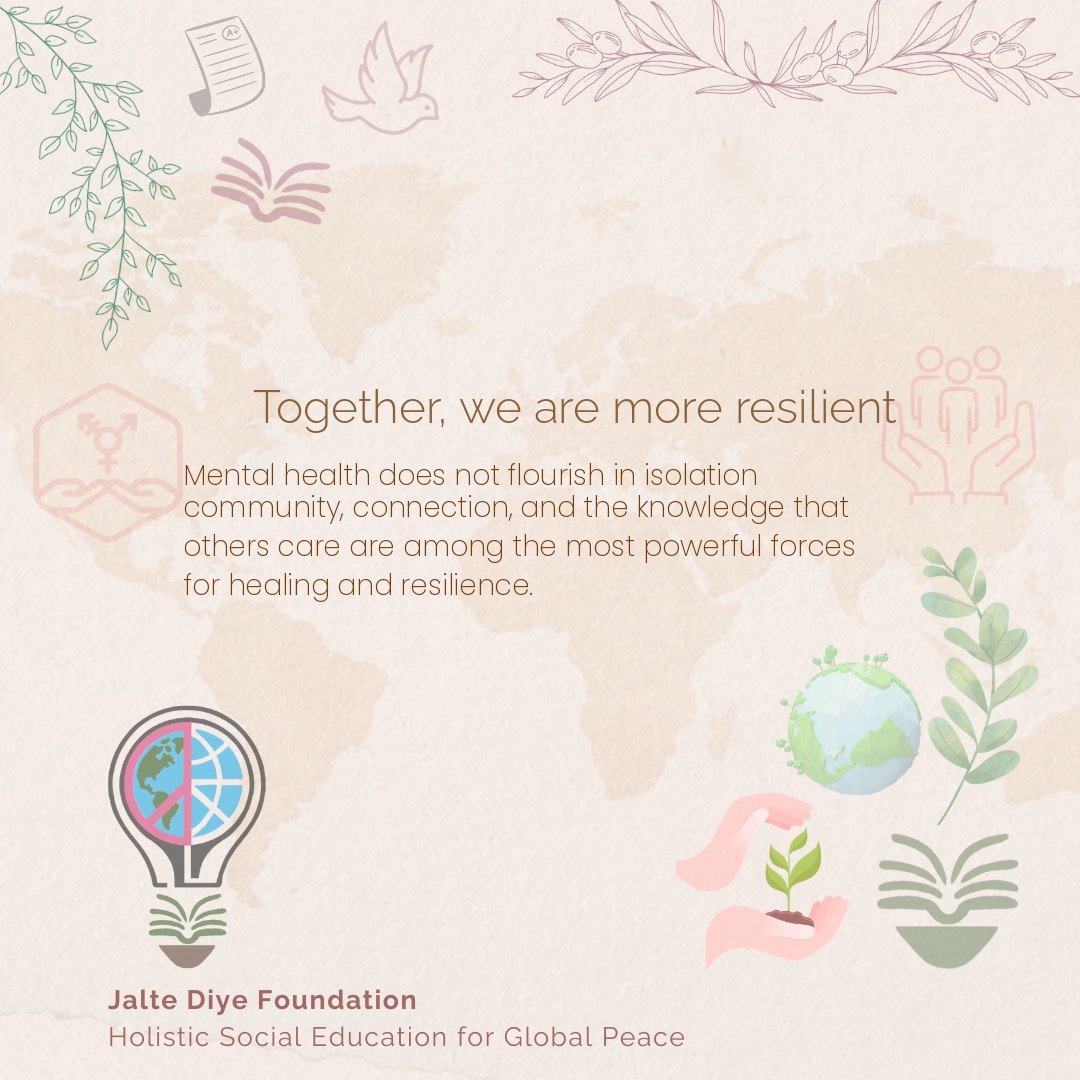 A+
Together, we are more resilient
Mental health does not flourish in isolation
community, connection, and the knowledge that
others care are among the most powerful forces
for healing and resilience.
Jalte Diye Foundation
Holistic Social Education for Global Peace